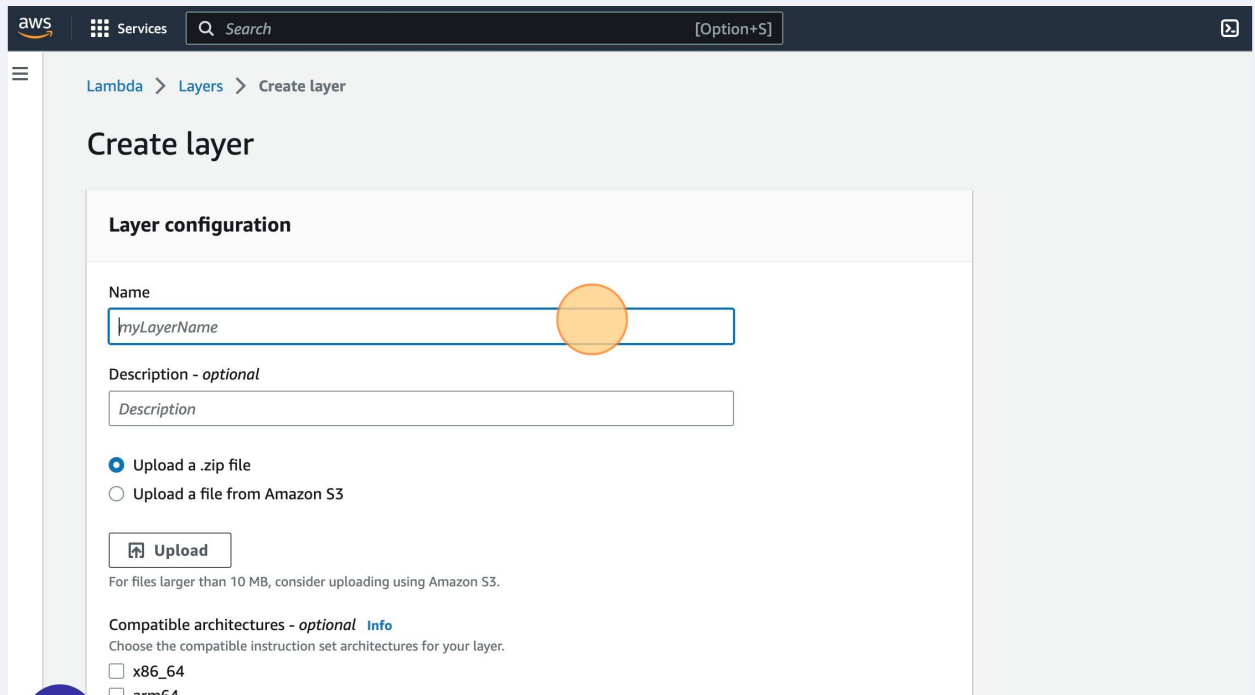 aws Services Search [Option+S]
Lambda > Layers > Create layer
Create layer
Layer configuration
Name
myLayerName
Description - optional
Description
Upload a .zip file
Upload a file from Amazon S3
Upload
For files larger than 10 MB, consider uploading using Amazon S3.
Compatible architectures - optional Info
Choose the compatible instruction set architectures for your layer.
x86_64
arm64